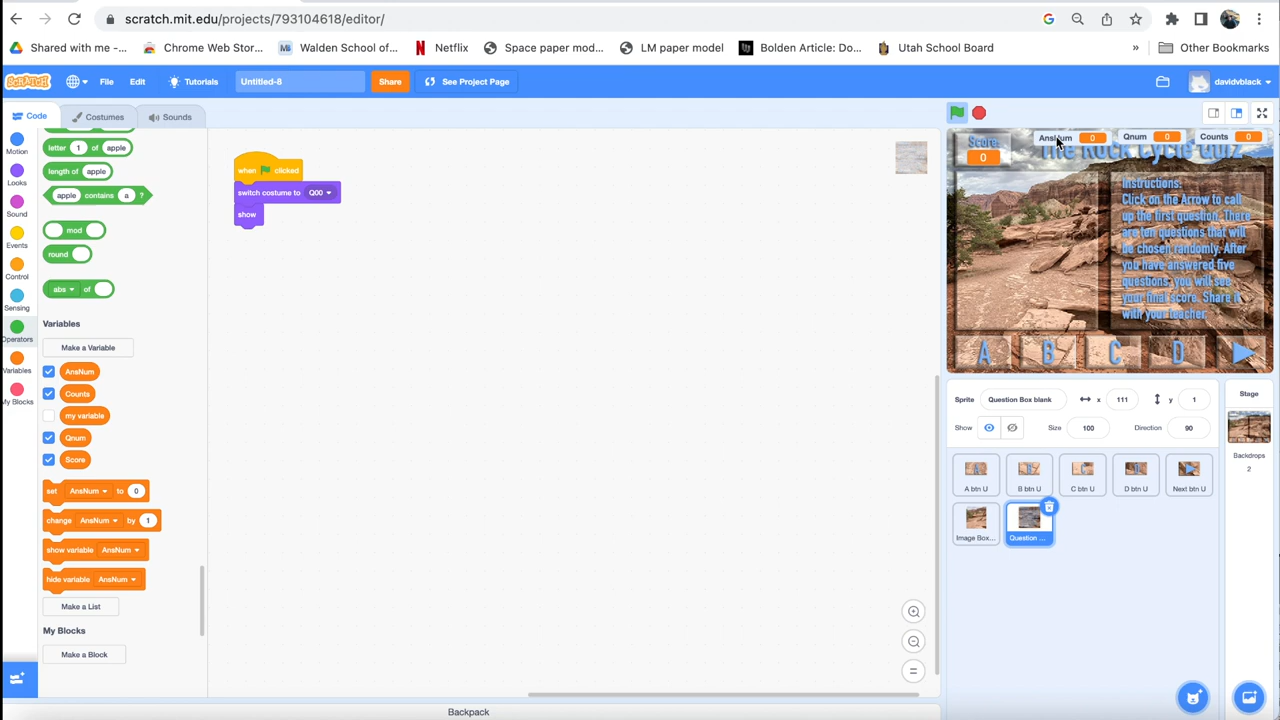 scratch.mit.edu/projects/793104618/editor/
Shared with me -...
Chrome Web Stor...
Walden School of...
Netflix
Space paper mod...
LM paper model
Bolden Article: Do...
Utah School Board
»
Other Bookmarks
SCRATCH
File
Edit
Tutorials
Untitled-8
Share
See Project Page
davidvblack
Code
Costumes
Sounds
Motion
Looks
Sound
Events
Control
Sensing
Operators
Variables
My Blocks
letter 1 of apple
length of apple
apple contains a ?
mod
round
abs of
Variables
Make a Variable
AnsNum
Counts
my variable
Qnum
Score
set AnsNum to 0
change AnsNum by 1
show variable AnsNum
hide variable AnsNum
Make a List
My Blocks
Make a Block
when clicked
switch costume to Q00
show
Score:
0
AnsNum 0
Qnum 0
Counts 0
The Rock Cycle Quiz
Instructions:
Click on the Arrow to call
up the first question. There
are ten questions that will
be chosen randomly. After
you have answered five
questions, you will see
your final score. Share it
with your teacher.
A
B
C
D
Sprite
Question Box blank
x
111
y
1
Show
Size
100
Direction
90
A btn U
B btn U
C btn U
D btn U
Next btn U
Image Box...
Question ...
Stage
Backdrops
2
Backpack